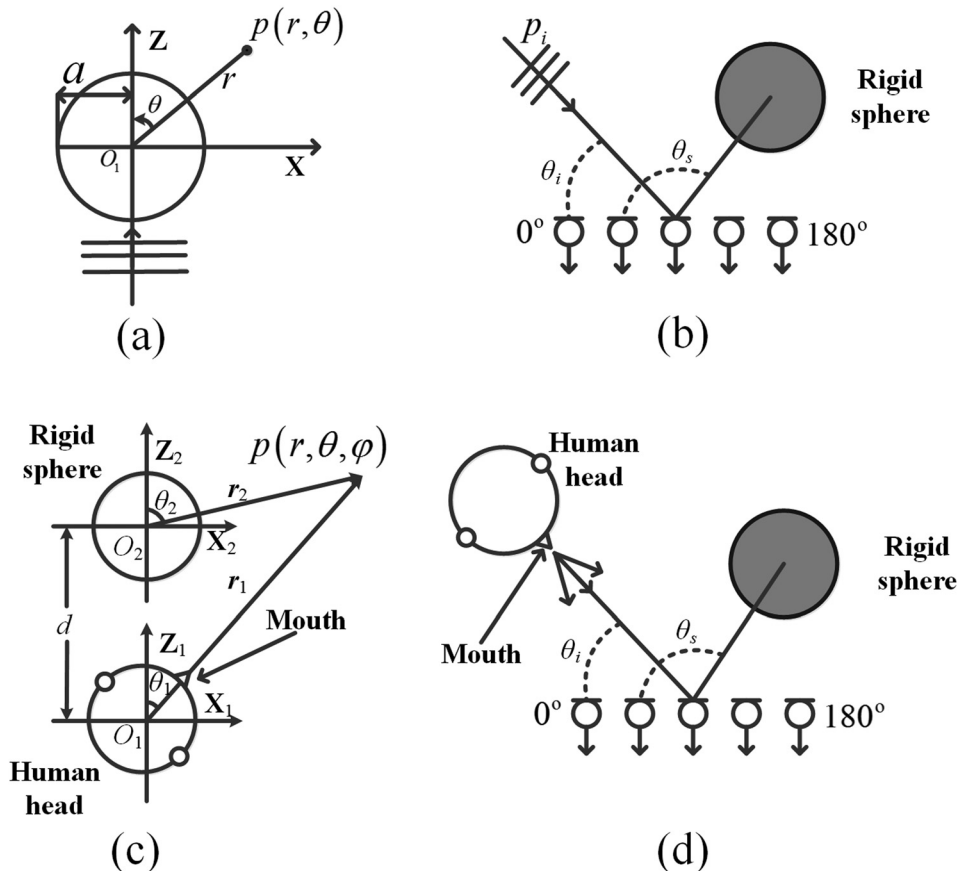 p(r,θ)
Z
a
r
θ
O₁
X
(a)
pᵢ
Rigid
sphere
θᵢ
θₛ
0°
180°
(b)
Rigid
sphere
Z₂
p(r,θ,φ)
θ₂
r₂
O₂
X₂
r₁
d
Mouth
Z₁
θ₁
X₁
O₁
Human
head
(c)
Human
head
Rigid
sphere
Mouth
θᵢ
θₛ
0°
180°
(d)